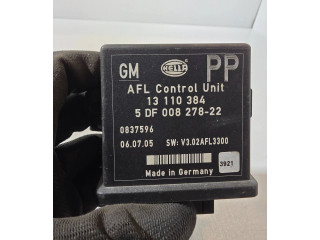 GM HELLA PP
AFL Control Unit
13 110 384
5 DF 008 278-22
0837596
06.07.05 SW: V3.02AFL3300
3921
Made in Germany